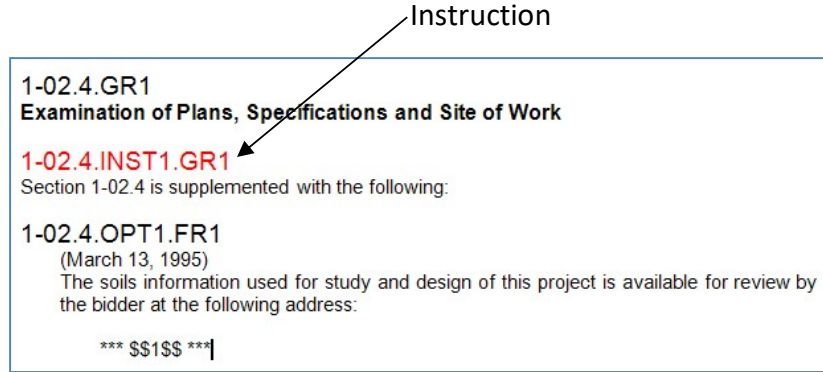 Instruction
1-02.4.GR1
Examination of Plans, Specifications and Site of Work
1-02.4.INST1.GR1
Section 1-02.4 is supplemented with the following:
1-02.4.OPT1.FR1
(March 13, 1995)
The soils information used for study and design of this project is available for review by
the bidder at the following address:
*** $$1$$ ***